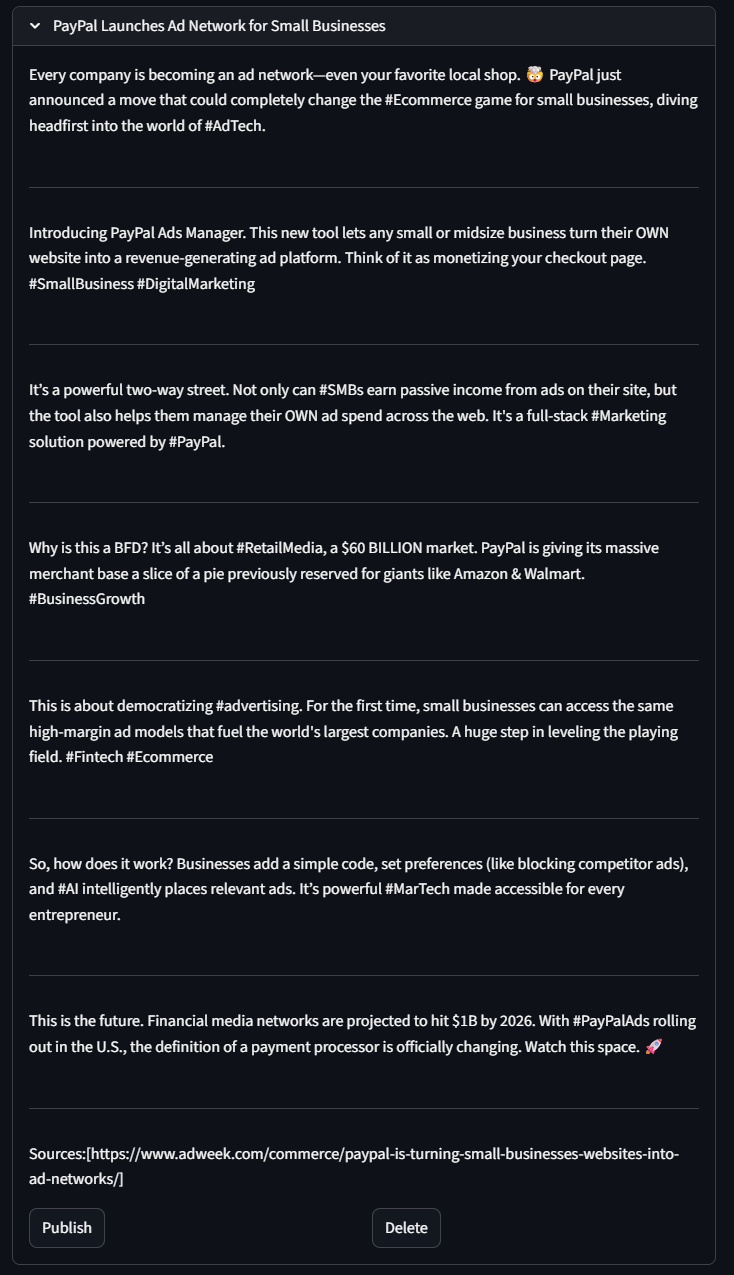 PayPal Launches Ad Network for Small Businesses
Every company is becoming an ad network—even your favorite local shop. 🤯 PayPal just
announced a move that could completely change the #Ecommerce game for small businesses, diving
headfirst into the world of #AdTech.
Introducing PayPal Ads Manager. This new tool lets any small or midsize business turn their OWN
website into a revenue-generating ad platform. Think of it as monetizing your checkout page.
#SmallBusiness #DigitalMarketing
It’s a powerful two-way street. Not only can #SMBs earn passive income from ads on their site, but
the tool also helps them manage their OWN ad spend across the web. It's a full-stack #Marketing
solution powered by #PayPal.
Why is this a BFD? It’s all about #RetailMedia, a $60 BILLION market. PayPal is giving its massive
merchant base a slice of a pie previously reserved for giants like Amazon & Walmart.
#BusinessGrowth
This is about democratizing #advertising. For the first time, small businesses can access the same
high-margin ad models that fuel the world's largest companies. A huge step in leveling the playing
field. #Fintech #Ecommerce
So, how does it work? Businesses add a simple code, set preferences (like blocking competitor ads),
and #AI intelligently places relevant ads. It’s powerful #MarTech made accessible for every
entrepreneur.
This is the future. Financial media networks are projected to hit $1B by 2026. With #PayPalAds rolling
out in the U.S., the definition of a payment processor is officially changing. Watch this space. 🚀
Sources:[https://www.adweek.com/commerce/paypal-is-turning-small-businesses-websites-into-
ad-networks/]
Publish
Delete